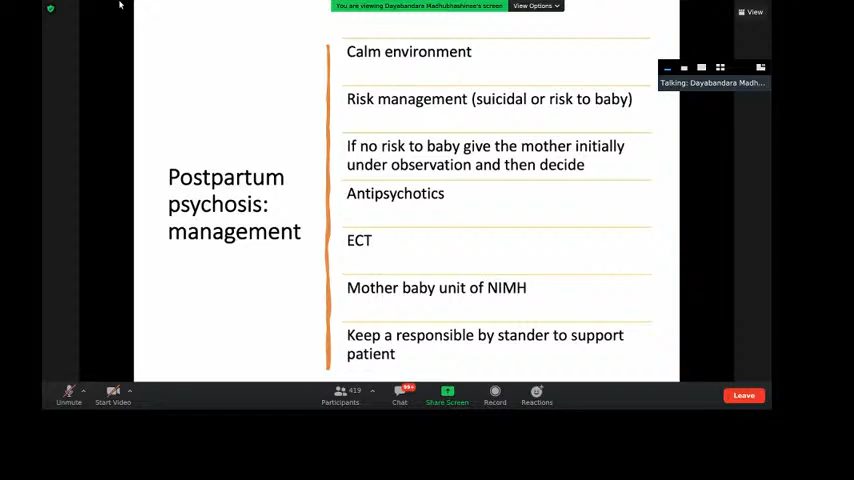 You are viewing Dayabandara Madhubashinee's screen
View Options
View
Talking: Dayabandara Madh...
Postpartum
psychosis:
management
Calm environment
Risk management (suicidal or risk to baby)
If no risk to baby give the mother initially
under observation and then decide
Antipsychotics
ECT
Mother baby unit of NIMH
Keep a responsible by stander to support
patient
Unmute
Start Video
419
Participants
99+
Chat
Share Screen
Record
Reactions
Leave